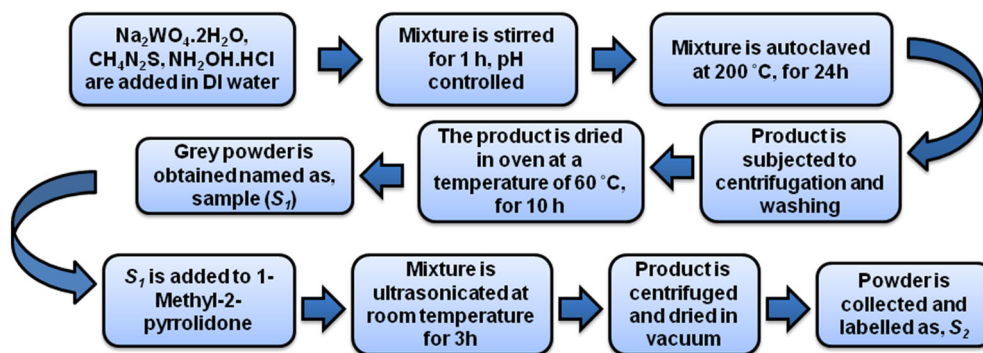 Na₂WO₄.2H₂O,
CH₄N₂S, NH₂OH.HCl
are added in DI water
Mixture is stirred
for 1 h, pH
controlled
Mixture is autoclaved
at 200 °C, for 24h
Product is
subjected to
centrifugation and
washing
The product is dried
in oven at a
temperature of 60 °C,
for 10 h
Grey powder is
obtained named as,
sample (S₁)
S₁ is added to 1-
Methyl-2-
pyrrolidone
Mixture is
ultrasonicated at
room temperature
for 3h
Product is
centrifuged
and dried in
vacuum
Powder is
collected and
labelled as, S₂